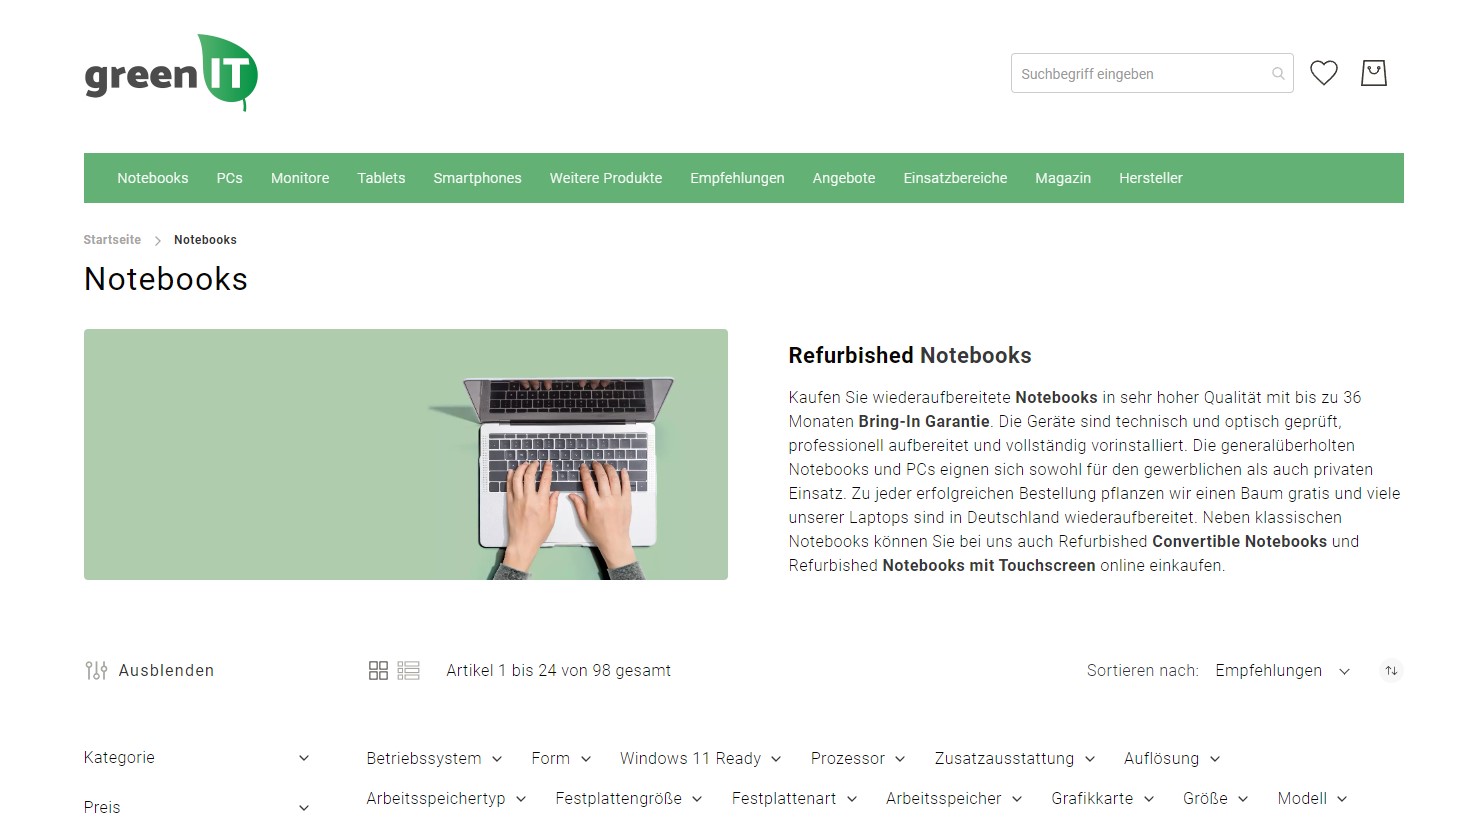 green IT
Suchbegriff eingeben
Notebooks PCs Monitore Tablets Smartphones Weitere Produkte Empfehlungen Angebote Einsatzbereiche Magazin Hersteller
Startseite Notebooks
Notebooks
Refurbished Notebooks
Kaufen Sie wiederaufbereitete Notebooks in sehr hoher Qualität mit bis zu 36
Monaten Bring-In Garantie. Die Geräte sind technisch und optisch geprüft,
professionell aufbereitet und vollständig vorinstalliert. Die generalüberholten
Notebooks und PCs eignen sich sowohl für den gewerblichen als auch privaten
Einsatz. Zu jeder erfolgreichen Bestellung pflanzen wir einen Baum gratis und viele
unserer Laptops sind in Deutschland wiederaufbereitet. Neben klassischen
Notebooks können Sie bei uns auch Refurbished Convertible Notebooks und
Refurbished Notebooks mit Touchscreen online einkaufen.
Ausblenden Artikel 1 bis 24 von 98 gesamt Sortieren nach: Empfehlungen
Kategorie
Preis
Betriebssystem Form Windows 11 Ready Prozessor Zusatzausstattung Auflösung
Arbeitsspeichertyp Festplattengröße Festplattenart Arbeitsspeicher Grafikkarte Größe Modell